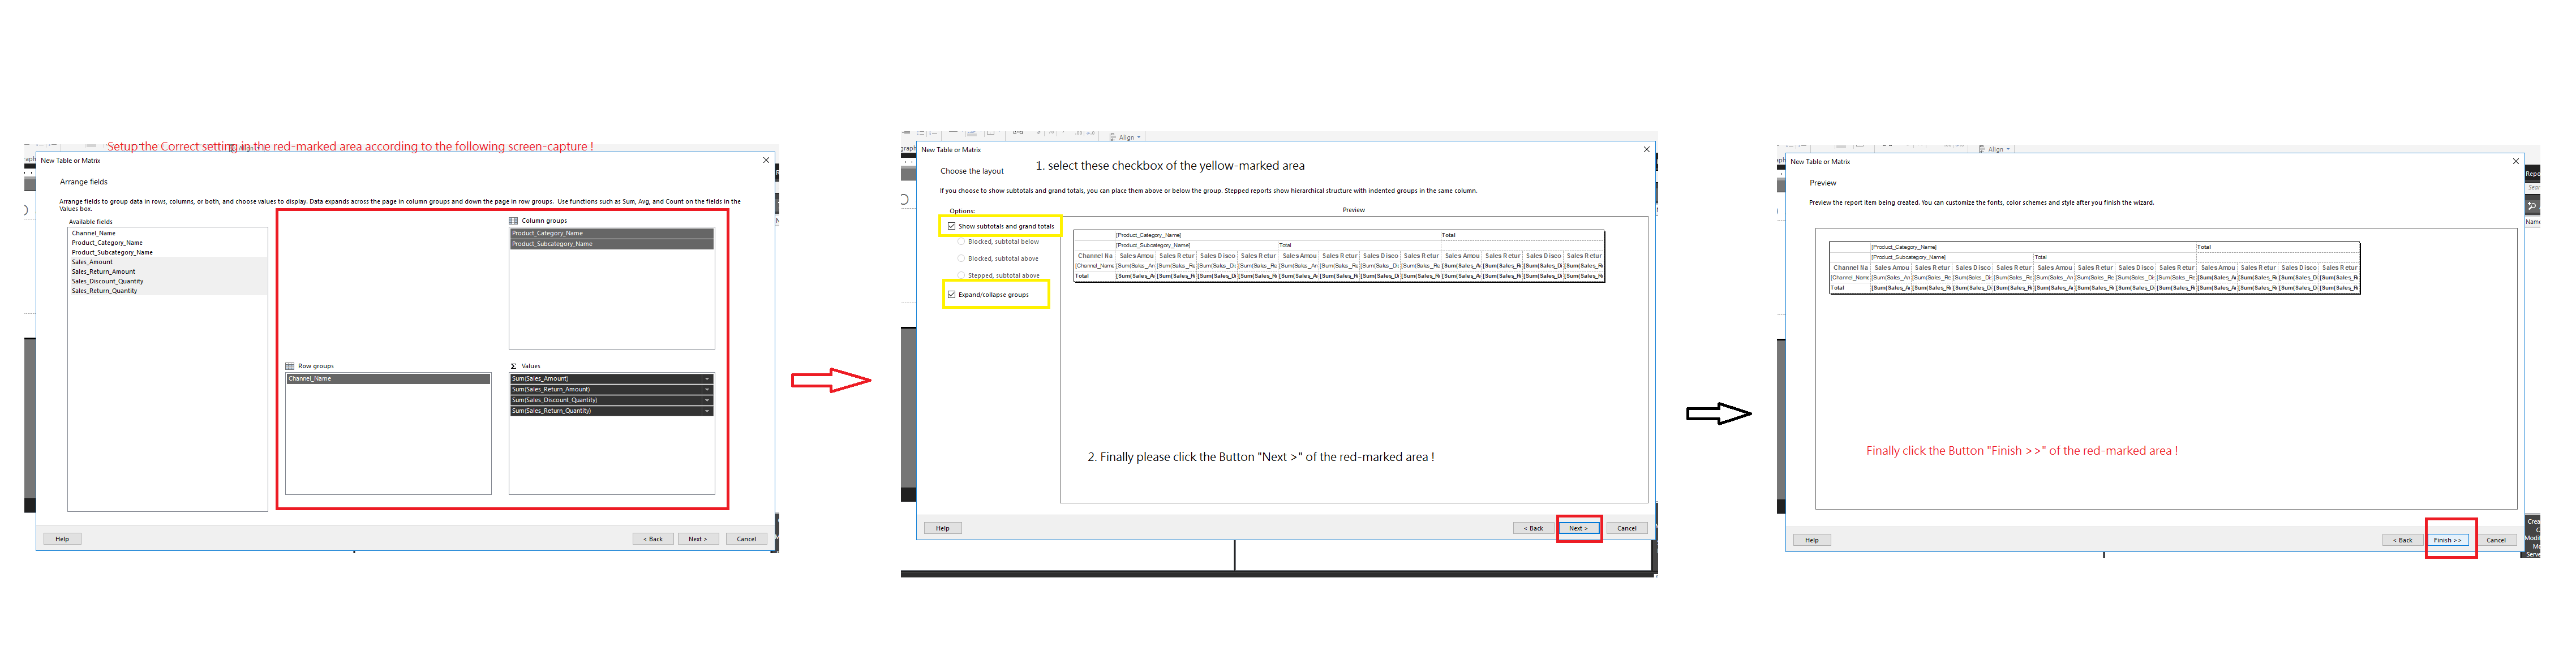 Setup the Correct setting in the red-marked area according to the following screen-capture !
New Table or Matrix
Arrange fields
Arrange fields to group data in rows, columns, or both, and choose values to display. Data expands across the page in column groups and down the page in row groups.  Use functions such as Sum, Avg, and Count on the fields in the
Values box.
Available fields
Channel_Name
Product_Category_Name
Product_Subcategory_Name
Sales_Amount
Sales_Return_Amount
Sales_Discount_Quantity
Sales_Return_Quantity
Column groups
Product_Category_Name
Product_Subcategory_Name
Row groups
Channel_Name
Σ Values
Sum(Sales_Amount)
Sum(Sales_Return_Amount)
Sum(Sales_Discount_Quantity)
Sum(Sales_Return_Quantity)
Help
< Back
Next >
Cancel
Align
New Table or Matrix
1. select these checkbox of the yellow-marked area
Choose the layout
If you choose to show subtotals and grand totals, you can place them above or below the group. Stepped reports show hierarchical structure with indented groups in the same column.
Options:
Preview
Show subtotals and grand totals
Blocked, subtotal below
Blocked, subtotal above
Stepped, subtotal above
Expand/collapse groups
[Product_Category_Name] Total
[Product_Subcategory_Name] Total
Channel Na Sales Amou Sales Retur Sales Disco Sales Retur Sales Amou Sales Retur Sales Disco Sales Retur Sales Amou Sales Retur Sales Disco Sales Retur
[Channel_Name [Sum(Sales_An [Sum(Sales_Re [Sum(Sales_Di [Sum(Sales_Re [Sum(Sales_An [Sum(Sales_Re [Sum(Sales_Di [Sum(Sales_Re [Sum(Sales_A [Sum(Sales_R [Sum(Sales_D [Sum(Sales_R
Total [Sum(Sales_A [Sum(Sales_R [Sum(Sales_D [Sum(Sales_R [Sum(Sales_A [Sum(Sales_R [Sum(Sales_D [Sum(Sales_R [Sum(Sales_A [Sum(Sales_R [Sum(Sales_D [Sum(Sales_R
2. Finally please click the Button "Next >" of the red-marked area !
Help
< Back
Next >
Cancel
Align
New Table or Matrix
Preview
Preview the report item being created. You can customize the fonts, color schemes and style after you finish the wizard.
[Product_Category_Name] Total
[Product_Subcategory_Name] Total
Channel Na Sales Amou Sales Retur Sales Disco Sales Retur Sales Amou Sales Retur Sales Disco Sales Retur Sales Amou Sales Retur Sales Disco Sales Retur
[Channel_Name [Sum(Sales_An [Sum(Sales_Re [Sum(Sales_Di [Sum(Sales_Re [Sum(Sales_An [Sum(Sales_Re [Sum(Sales_Di [Sum(Sales_Re [Sum(Sales_A [Sum(Sales_R [Sum(Sales_D [Sum(Sales_R
Total [Sum(Sales_A [Sum(Sales_R [Sum(Sales_D [Sum(Sales_R [Sum(Sales_A [Sum(Sales_R [Sum(Sales_D [Sum(Sales_R [Sum(Sales_A [Sum(Sales_R [Sum(Sales_D [Sum(Sales_R
Finally click the Button "Finish >>" of the red-marked area !
Help
< Back
Finish >>
Cancel
Repo
Sear
Name
Crea
C
Modif
Mo
Serve